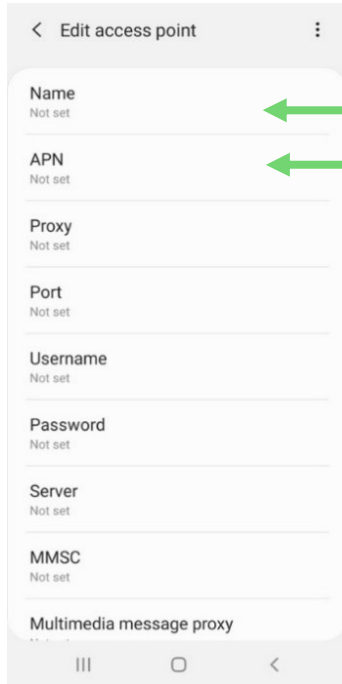 Edit access point
Name
Not set
APN
Not set
Proxy
Not set
Port
Not set
Username
Not set
Password
Not set
Server
Not set
MMSC
Not set
Multimedia message proxy